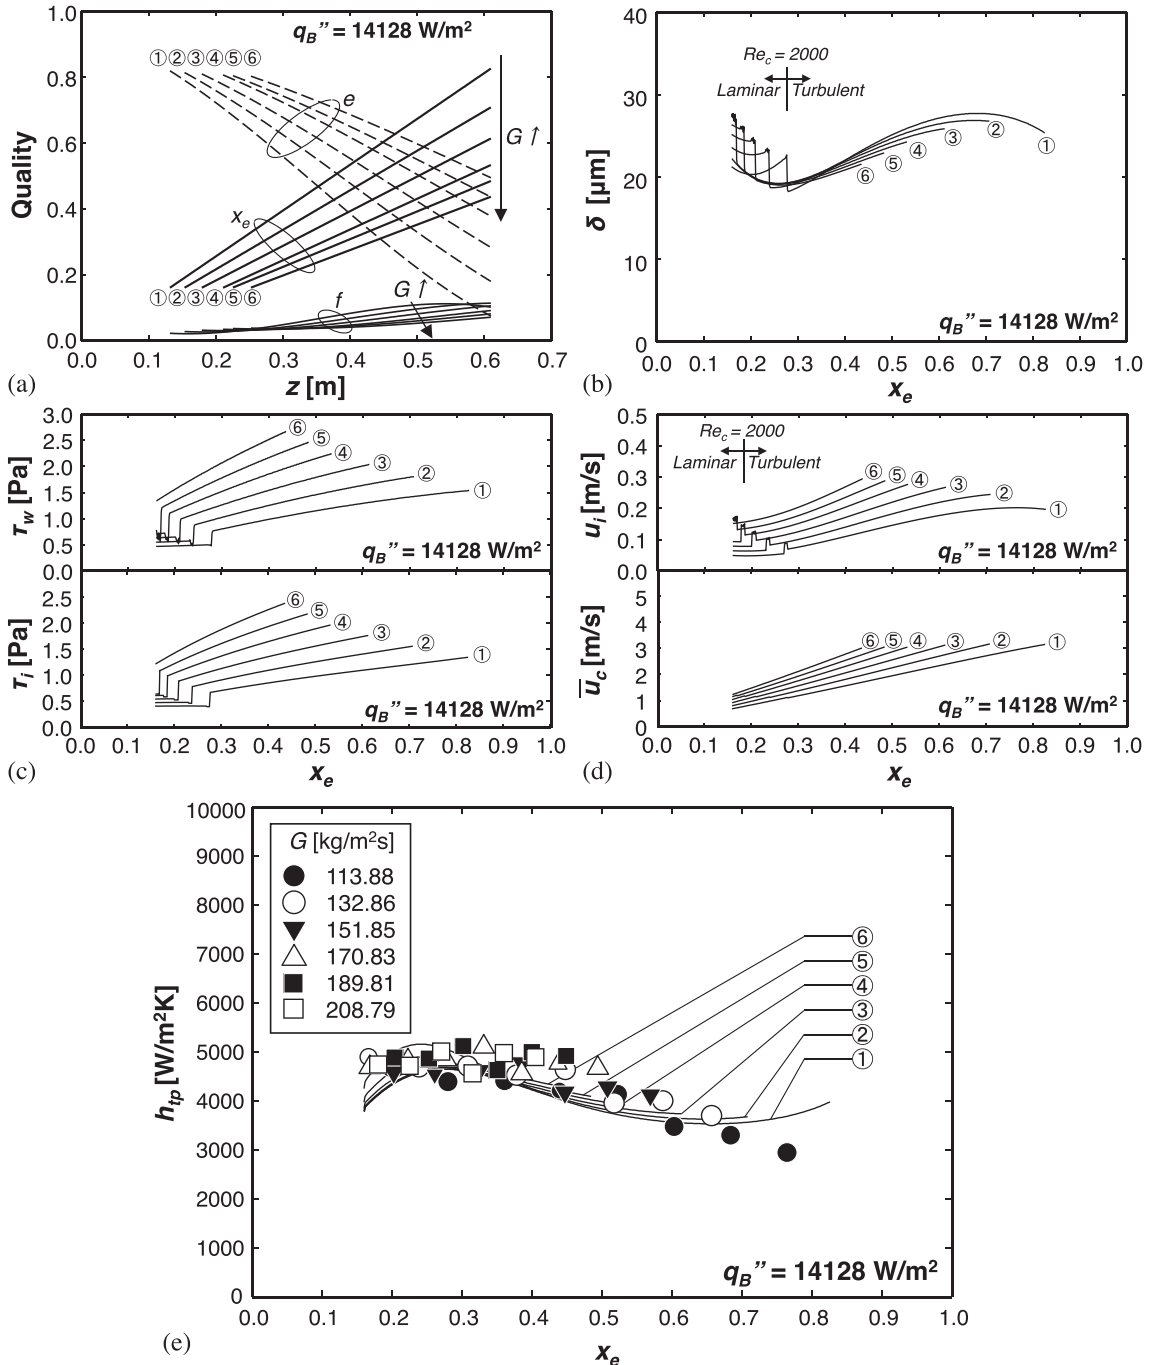 1.0
0.8
0.6
0.4
0.2
0.0
Quality
q_B” = 14128 W/m²
①②③④⑤⑥
e
G ↑
x_e
①②③④⑤⑥
f
G ↑
0.0 0.1 0.2 0.3 0.4 0.5 0.6 0.7
(a)
z [m]
40
30
20
10
0
δ [µm]
Re_c = 2000
Laminar Turbulent
⑥ ⑤ ④ ③ ② ①
q_B” = 14128 W/m²
0.0 0.1 0.2 0.3 0.4 0.5 0.6 0.7 0.8 0.9 1.0
(b)
x_e
3.0
2.5
2.0
1.5
1.0
0.5
0.0
τ_w [Pa]
⑥ ⑤ ④ ③ ② ①
q_B” = 14128 W/m²
2.5
2.0
1.5
1.0
0.5
0.0
τ_i [Pa]
⑥ ⑤ ④ ③ ② ①
q_B” = 14128 W/m²
0.0 0.1 0.2 0.3 0.4 0.5 0.6 0.7 0.8 0.9 1.0
(c)
x_e
0.5
0.4
0.3
0.2
0.1
0.0
u_i [m/s]
Re_c = 2000
Laminar Turbulent
⑥ ⑤ ④ ③ ② ①
q_B” = 14128 W/m²
5
4
3
2
1
0
u̅_c [m/s]
⑥ ⑤ ④ ③ ② ①
q_B” = 14128 W/m²
0.0 0.1 0.2 0.3 0.4 0.5 0.6 0.7 0.8 0.9 1.0
(d)
x_e
10000
9000
8000
7000
6000
5000
4000
3000
2000
1000
0
h_tp [W/m²K]
G [kg/m²s]
113.88
132.86
151.85
170.83
189.81
208.79
⑥
⑤
④
③
②
①
q_B” = 14128 W/m²
0.0 0.1 0.2 0.3 0.4 0.5 0.6 0.7 0.8 0.9 1.0
(e)
x_e